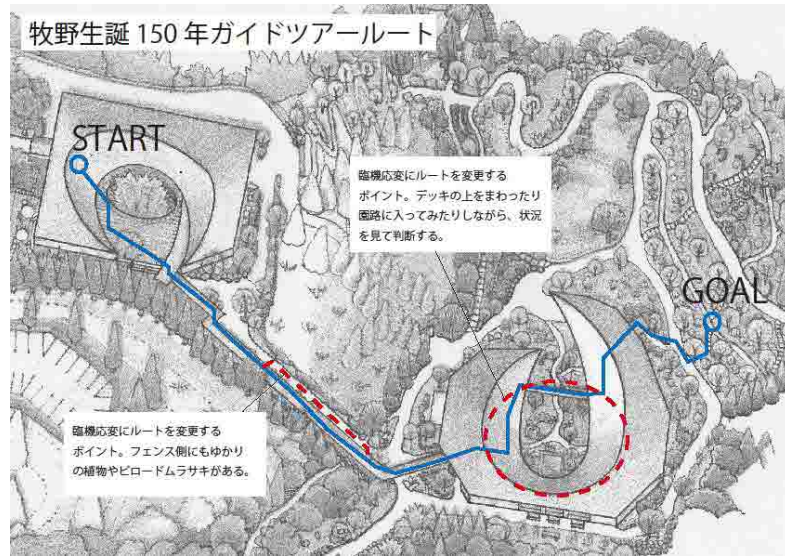 牧野生誕 150 年ガイドツアールート
START
臨機応変にルートを変更する
ポイント。デッキの上をまわったり
園路に入ってみたりしながら、状況
を見て判断する。
GOAL
臨機応変にルートを変更する
ポイント。フェンス側にもゆかり
の植物やビロードムラサキがある。